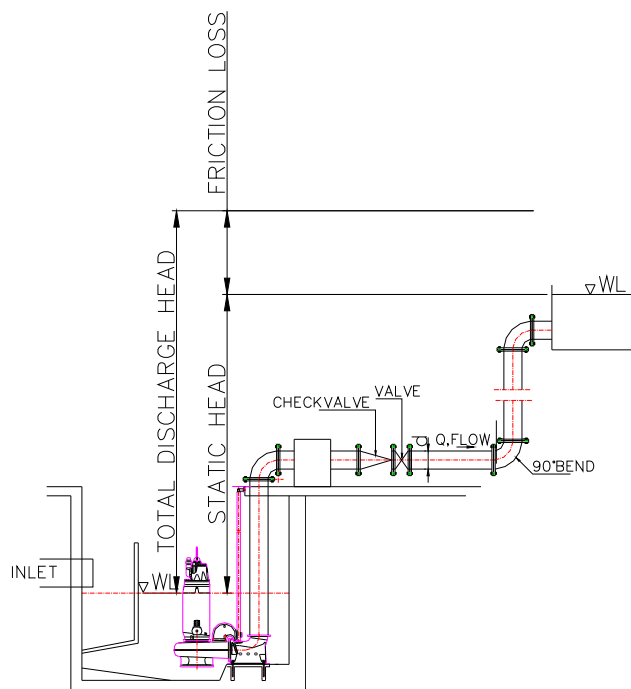 FRICTION LOSS
TOTAL DISCHARGE HEAD
STATIC HEAD
WL
VALVE
CHECKVALVE
d
Q,FLOW
90°BEND
INLET
WL